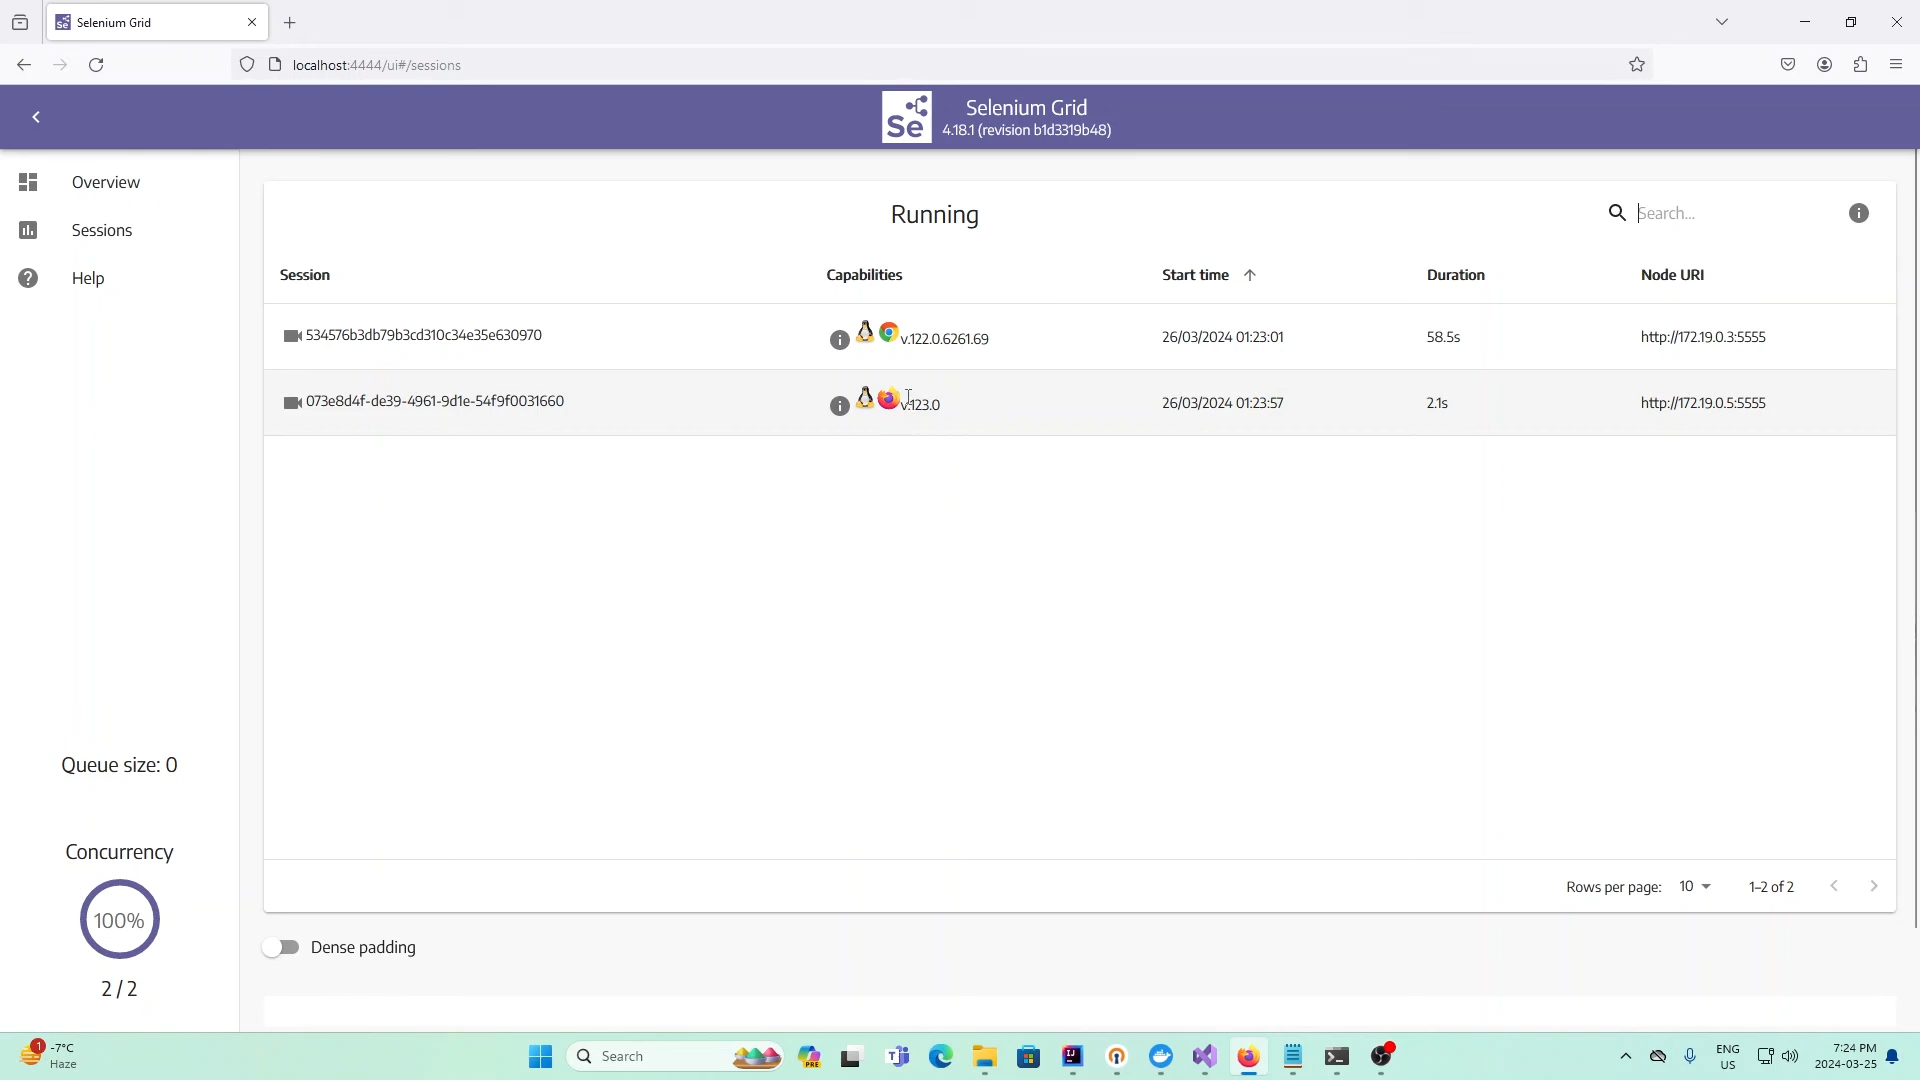 Selenium Grid
localhost:4444/ui#/sessions
Se
Selenium Grid
4.18.1 (revision b1d3319b48)
Overview
Sessions
Help
Running
Search...
Session
Capabilities
Start time
Duration
Node URI
534576b3db79b3cd310c34e35e630970
v.122.0.6261.69
26/03/2024 01:23:01
58.5s
http://172.19.0.3:5555
073e8d4f-de39-4961-9d1e-54f9f0031660
v.123.0
26/03/2024 01:23:57
2.1s
http://172.19.0.5:5555
Queue size: 0
Concurrency
100%
2 / 2
Rows per page: 10
1–2 of 2
Dense padding
1
-7°C
Haze
Search
PRE
ENG
US
7:24 PM
2024-03-25